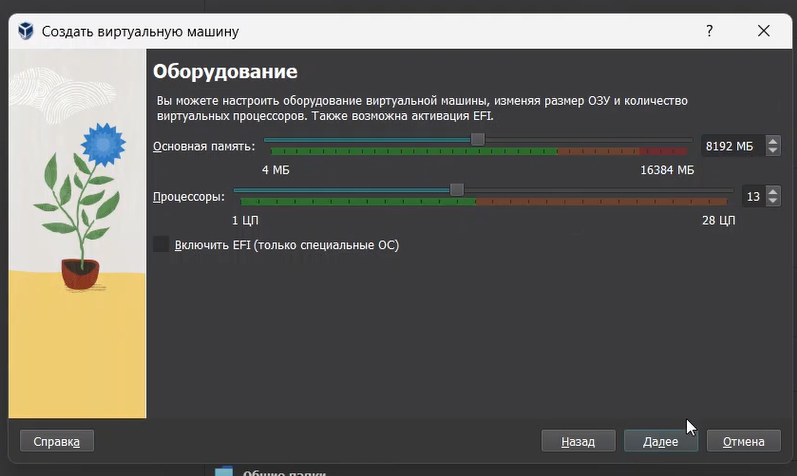 Создать виртуальную машину
?
Оборудование
Вы можете настроить оборудование виртуальной машины, изменяя размер ОЗУ и количество
виртуальных процессоров. Также возможна активация EFI.
Основная память:
8192 МБ
4 МБ
16384 МБ
Процессоры:
13
1 ЦП
28 ЦП
Включить EFI (только специальные ОС)
Справка
Назад
Далее
Отмена
Общие папки